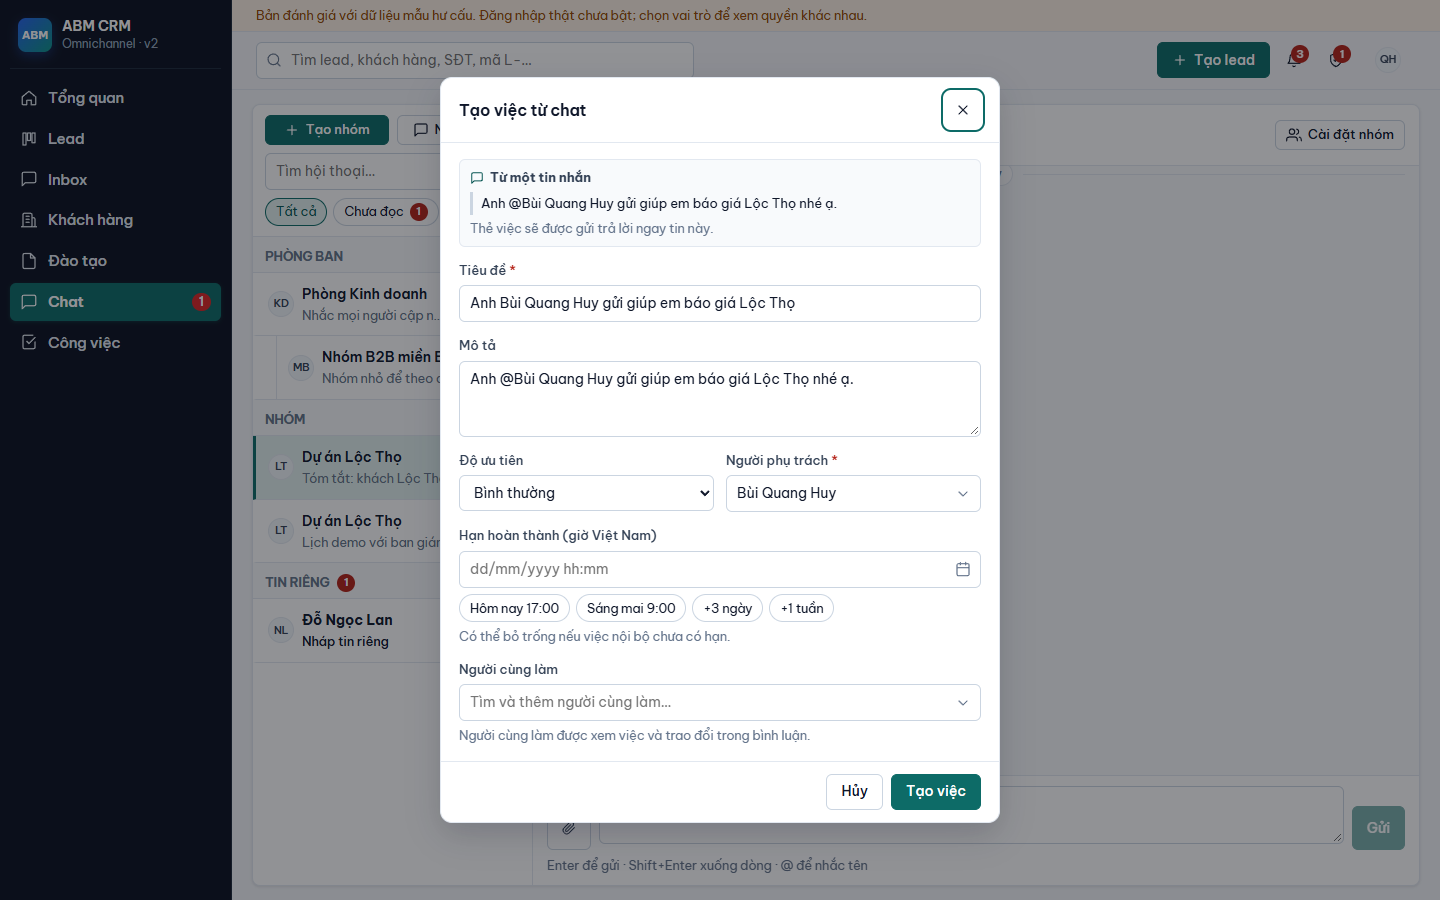 ABM
ABM CRM
Omnichannel · v2
Tổng quan
Lead
Inbox
Khách hàng
Đào tạo
Chat
1
Công việc
Bản đánh giá với dữ liệu mẫu hư cấu. Đăng nhập thật chưa bật; chọn vai trò để xem quyền khác nhau.
Tìm lead, khách hàng, SĐT, mã L-...
Tạo lead
3
1
QH
Tạo nhóm
N
Tìm hội thoại...
Tất cả
Chưa đọc 1
PHÒNG BAN
KD
Phòng Kinh doanh
Nhắc mọi người cập n...
MB
Nhóm B2B miền
Nhóm nhỏ để theo
NHÓM
LT
Dự án Lộc Thọ
Tóm tắt: khách Lộc
LT
Dự án Lộc Thọ
Lịch demo với ban
TIN RIÊNG 1
NL
Đỗ Ngọc Lan
Nháp tin riêng
Cài đặt nhóm
Tạo việc từ chat
Từ một tin nhắn
Anh @Bùi Quang Huy gửi giúp em báo giá Lộc Thọ nhé ạ.
Thẻ việc sẽ được gửi trả lời ngay tin này.
Tiêu đề *
Anh Bùi Quang Huy gửi giúp em báo giá Lộc Thọ
Mô tả
Anh @Bùi Quang Huy gửi giúp em báo giá Lộc Thọ nhé ạ.
Độ ưu tiên
Bình thường
Người phụ trách *
Bùi Quang Huy
Hạn hoàn thành (giờ Việt Nam)
dd/mm/yyyy hh:mm
Hôm nay 17:00
Sáng mai 9:00
+3 ngày
+1 tuần
Có thể bỏ trống nếu việc nội bộ chưa có hạn.
Người cùng làm
Tìm và thêm người cùng làm...
Người cùng làm được xem việc và trao đổi trong bình luận.
Hủy
Tạo việc
Gửi
Enter để gửi · Shift+Enter xuống dòng · @ để nhắc tên